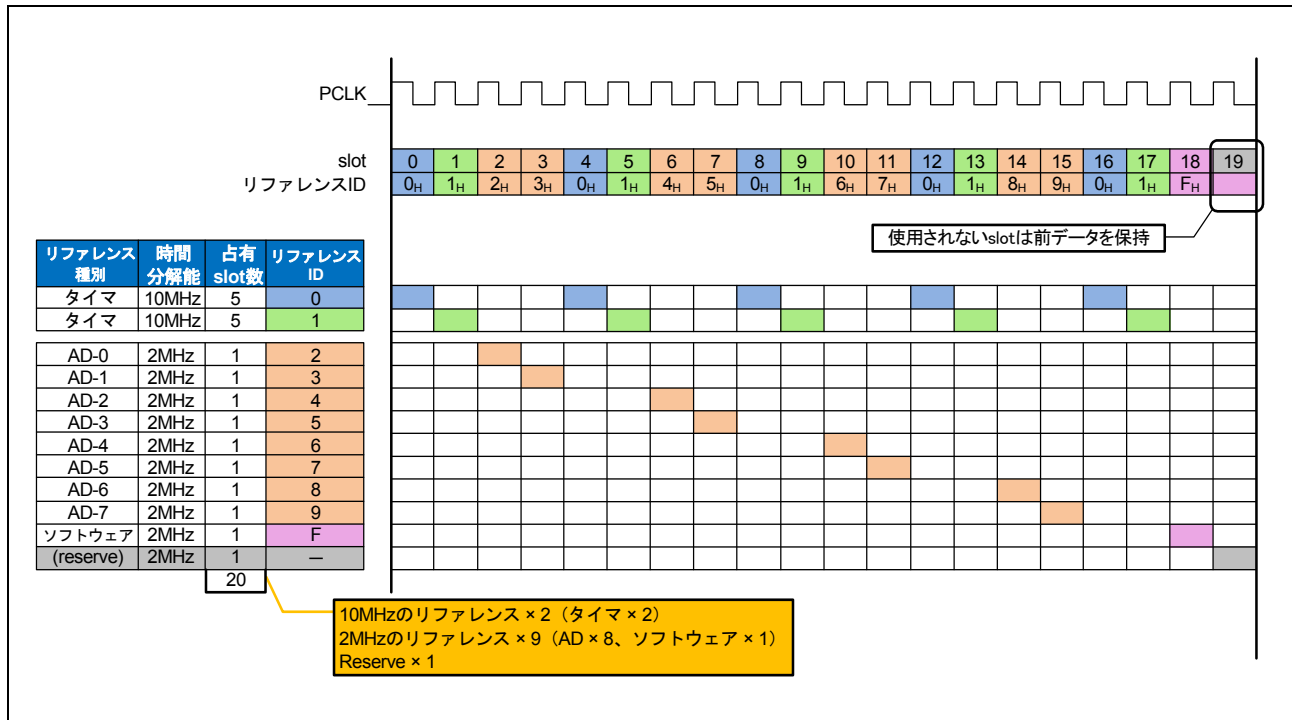 PCLK
slot 0 1 2 3 4 5 6 7 8 9 10 11 12 13 14 15 16 17 18 19
リファレンスID 0H 1H 2H 3H 0H 1H 4H 5H 0H 1H 6H 7H 0H 1H 8H 9H 0H 1H FH
使用されないslotは前データを保持
リファレンス種別 時間分解能 占有slot数 リファレンスID
タイマ 10MHz 5 0
タイマ 10MHz 5 1
AD-0 2MHz 1 2
AD-1 2MHz 1 3
AD-2 2MHz 1 4
AD-3 2MHz 1 5
AD-4 2MHz 1 6
AD-5 2MHz 1 7
AD-6 2MHz 1 8
AD-7 2MHz 1 9
ソフトウェア 2MHz 1 F
(reserve) 2MHz 1 —
20
10MHzのリファレンス × 2（タイマ × 2）
2MHzのリファレンス × 9（AD × 8、ソフトウェア × 1）
Reserve × 1